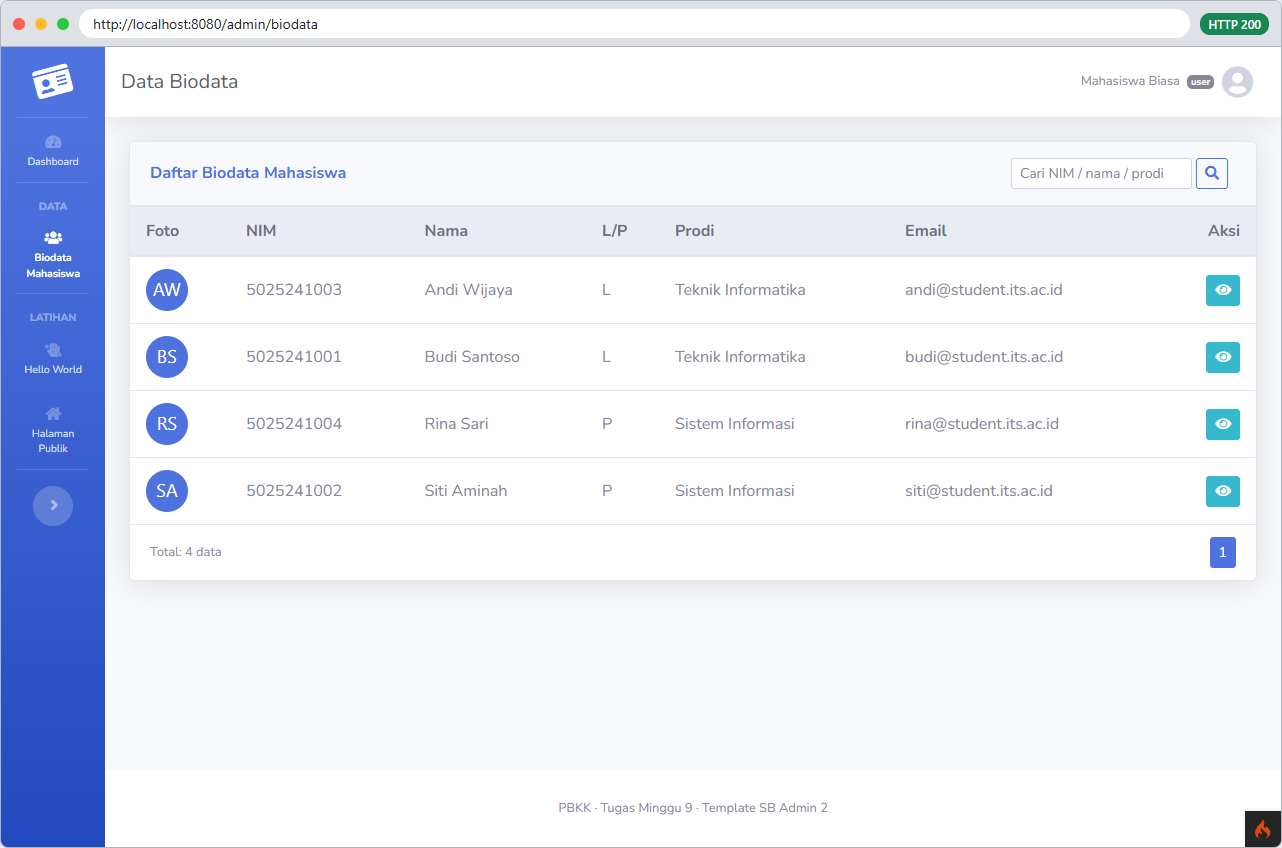 http://localhost:8080/admin/biodata
HTTP 200
Data Biodata
Mahasiswa Biasa user
Dashboard
DATA
Biodata
Mahasiswa
LATIHAN
Hello World
Halaman
Publik
Daftar Biodata Mahasiswa
Cari NIM / nama / prodi
Foto NIM Nama L/P Prodi Email Aksi
AW 5025241003 Andi Wijaya L Teknik Informatika andi@student.its.ac.id
BS 5025241001 Budi Santoso L Teknik Informatika budi@student.its.ac.id
RS 5025241004 Rina Sari P Sistem Informasi rina@student.its.ac.id
SA 5025241002 Siti Aminah P Sistem Informasi siti@student.its.ac.id
Total: 4 data 1
PBKK · Tugas Minggu 9 · Template SB Admin 2